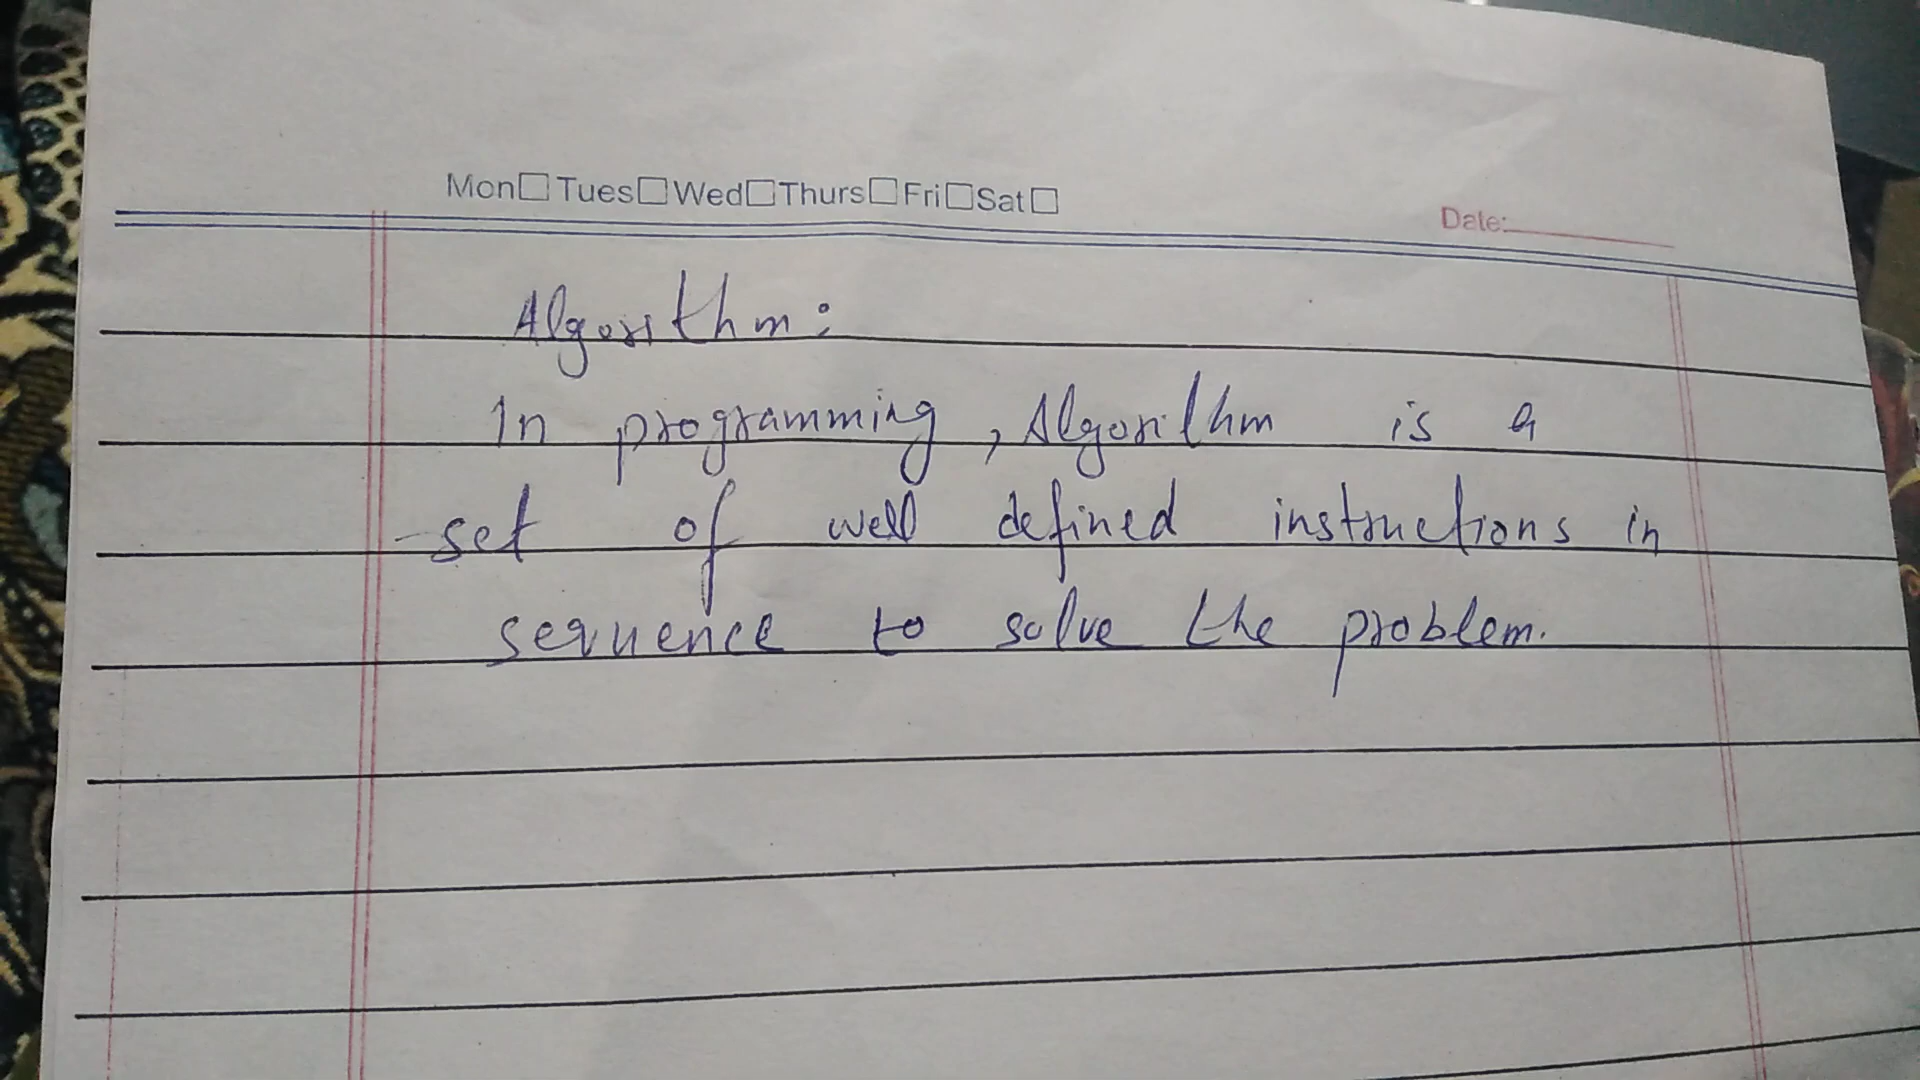 Mon☐ Tues☐ Wed☐ Thurs☐ Fri☐ Sat☐
Date:
Algorithm:
In programming, Algorithm is a
set of well defined instructions in
sequence to solve the problem.